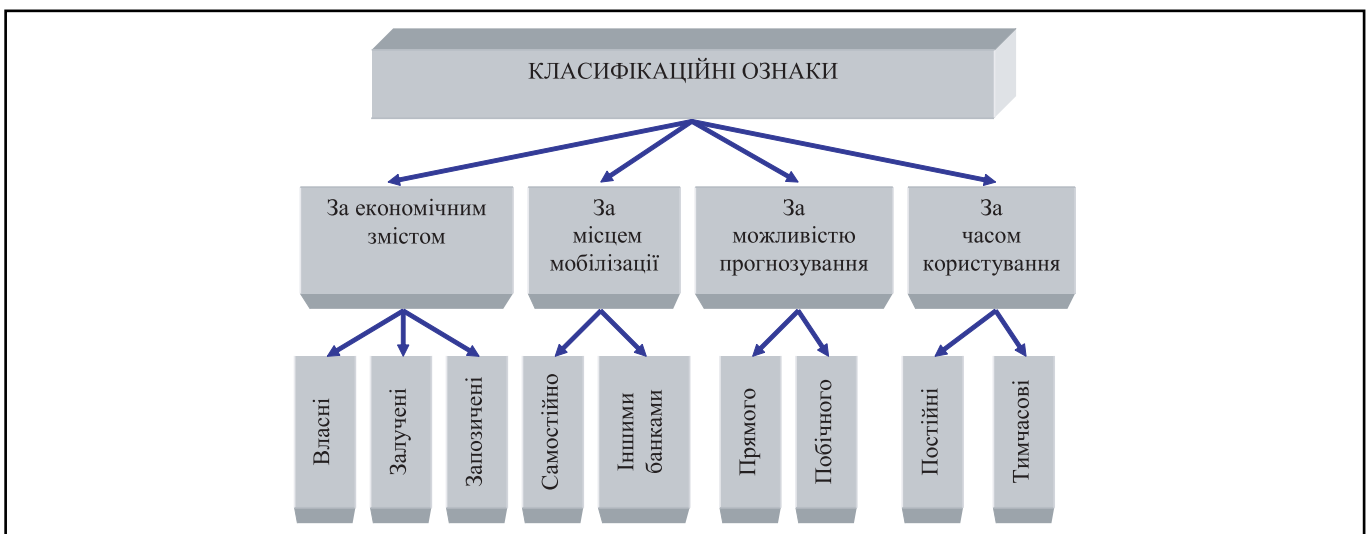 КЛАСИФІКАЦІЙНІ ОЗНАКИ
За економічним
змістом
За
місцем
мобілізації
За
можливістю
прогнозування
За
часом
користування
Власні
Залучені
Запозичені
Самостійно
Іншими
банками
Прямого
Побічного
Постійні
Тимчасові